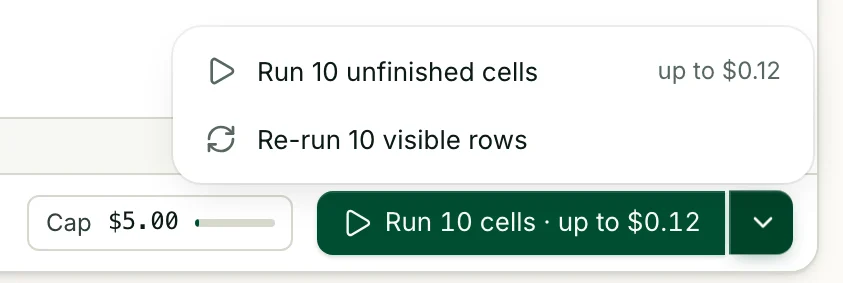 Run 10 unfinished cells up to $0.12
Re-run 10 visible rows
Cap $5.00
Run 10 cells · up to $0.12